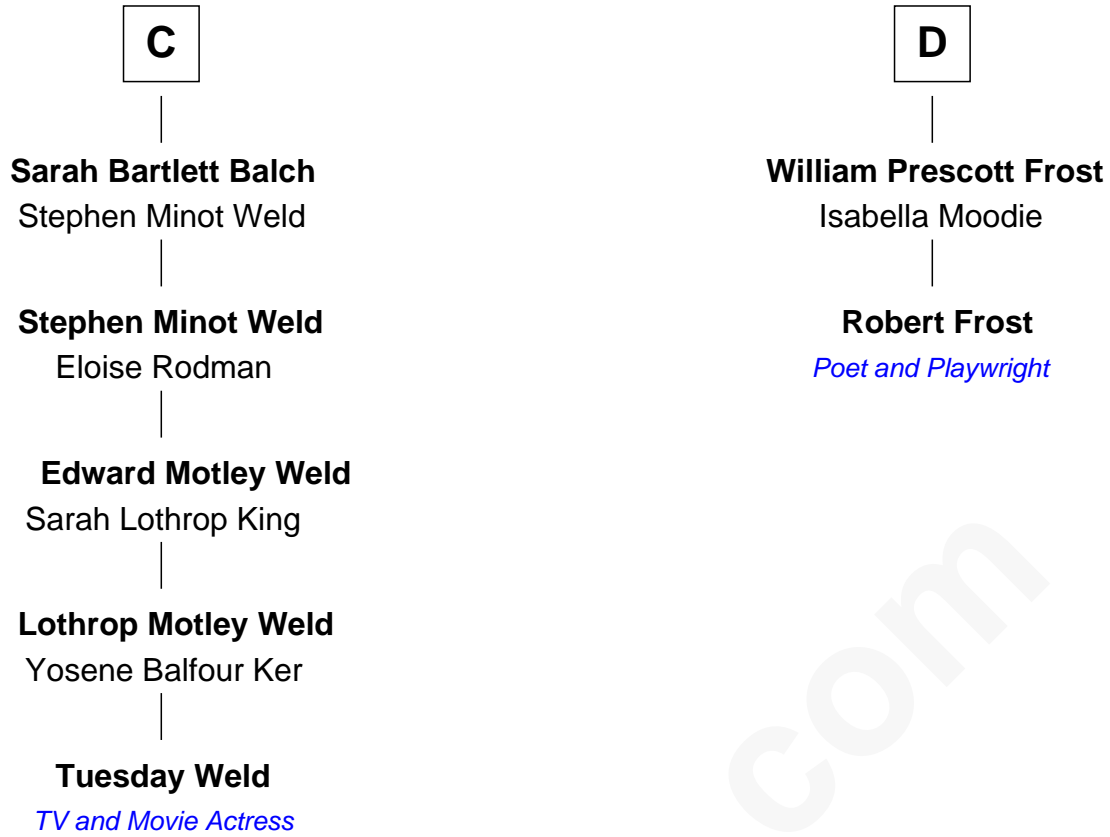 C
Sarah Bartlett Balch
Stephen Minot Weld
Stephen Minot Weld
Eloise Rodman
Edward Motley Weld
Sarah Lothrop King
Lothrop Motley Weld
Yosene Balfour Ker
Tuesday Weld
TV and Movie Actress
D
William Prescott Frost
Isabella Moodie
Robert Frost
Poet and Playwright
com